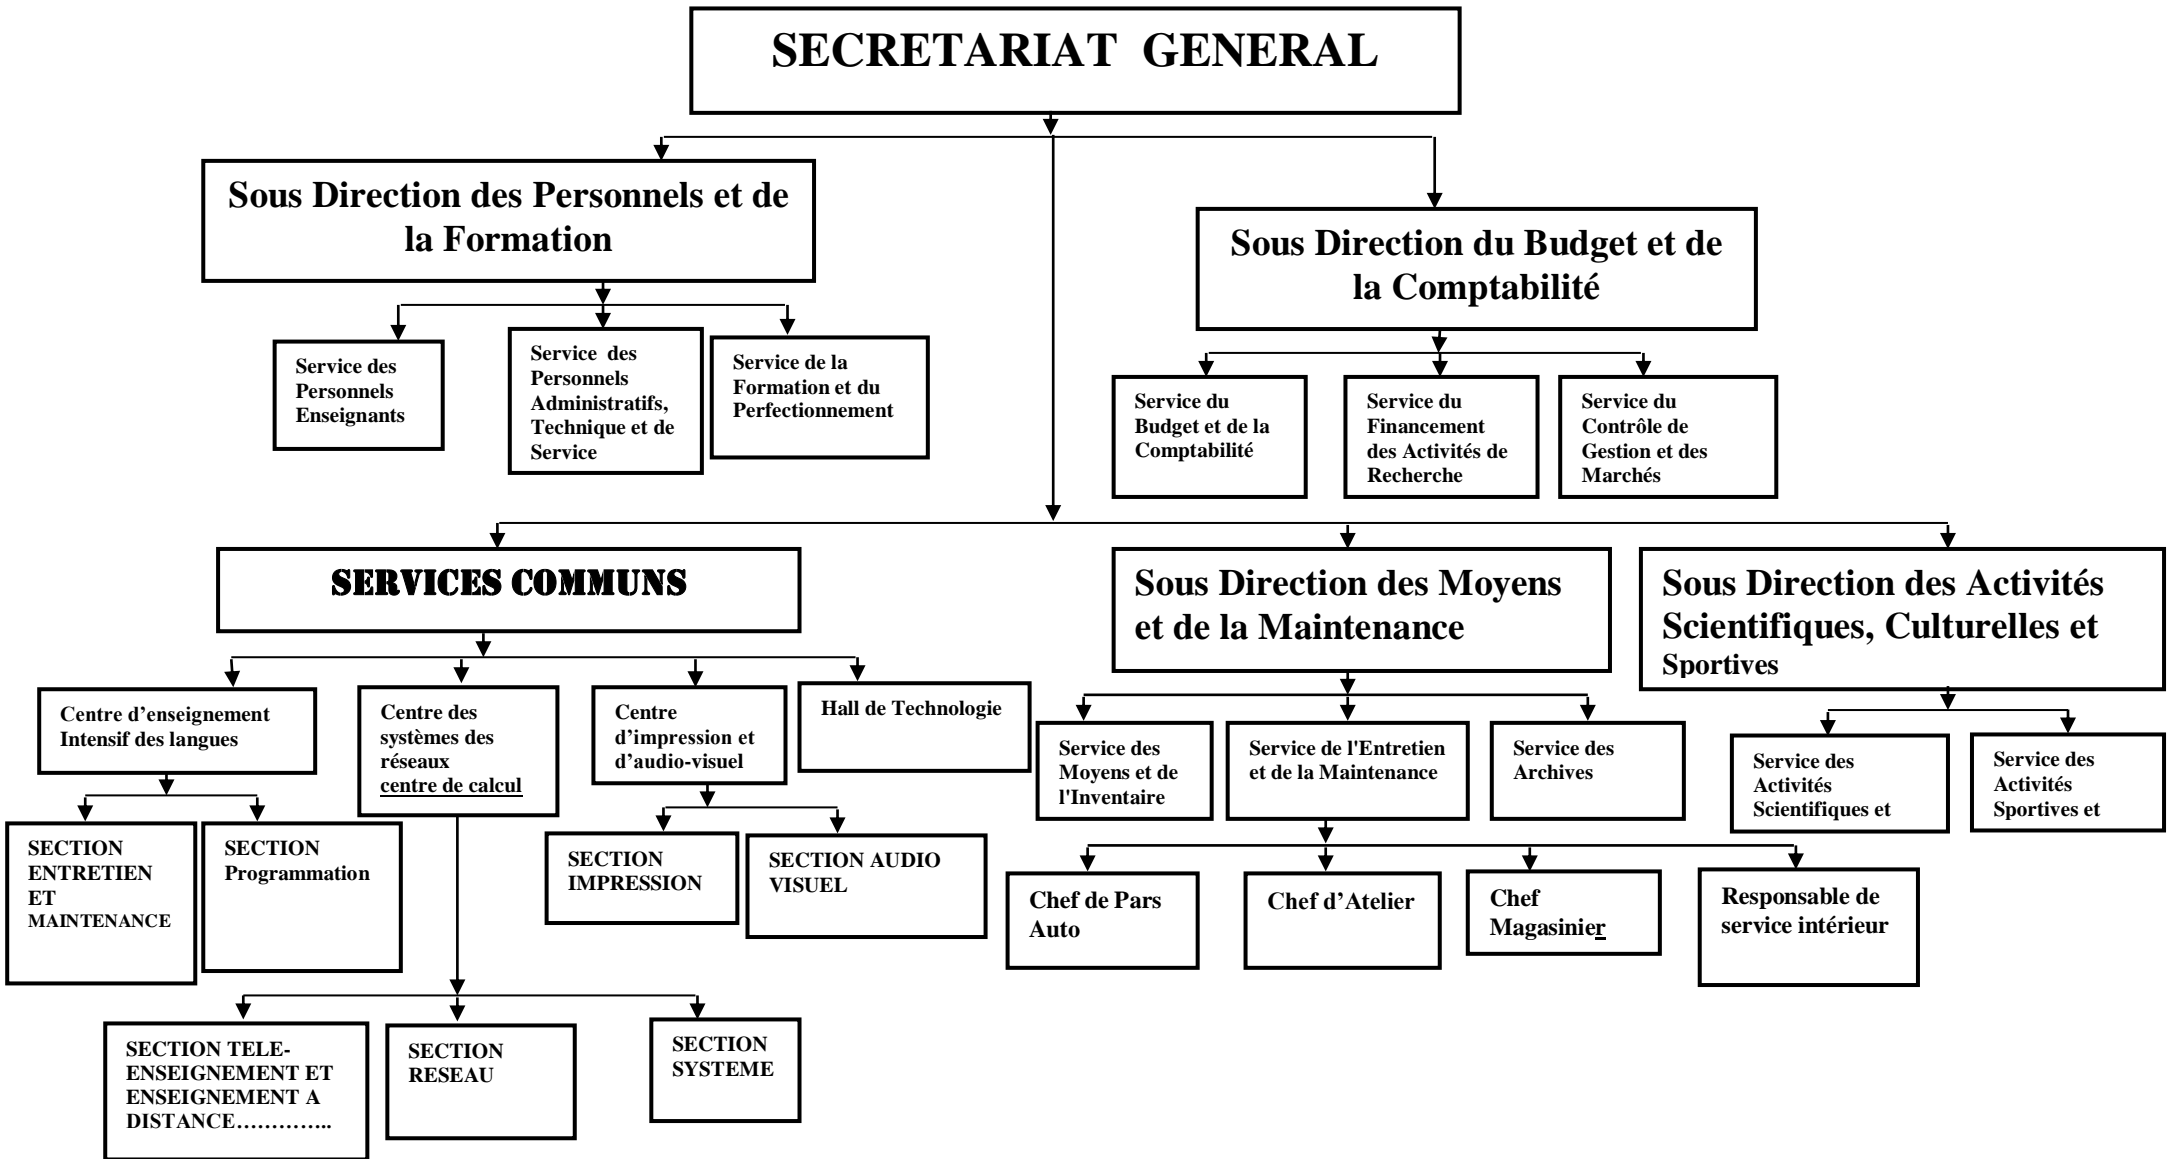 SECRETARIAT GENERAL
Sous Direction des Personnels et de
la Formation
Sous Direction du Budget et de
la Comptabilité
Service des
Personnels
Enseignants
Service des
Personnels
Administratifs,
Technique et de
Service
Service de la
Formation et du
Perfectionnement
Service du
Budget et de la
Comptabilité
Service du
Financement
des Activités de
Recherche
Service du
Contrôle de
Gestion et des
Marchés
SERVICES COMMUNS
Sous Direction des Moyens
et de la Maintenance
Sous Direction des Activités
Scientifiques, Culturelles et
Sportives
Centre d’enseignement
Intensif des langues
Centre des
systèmes des
réseaux
centre de calcul
Centre
d’impression et
d’audio-visuel
Hall de Technologie
Service des
Moyens et de
l'Inventaire
Service de l'Entretien
et de la Maintenance
Service des
Archives
Service des
Activités
Scientifiques et
Service des
Activités
Sportives et
SECTION
ENTRETIEN
ET
MAINTENANCE
SECTION
Programmation
SECTION
IMPRESSION
SECTION AUDIO
VISUEL
Chef de Pars
Auto
Chef d’Atelier
Chef
Magasinier
Responsable de
service intérieur
SECTION TELE-
ENSEIGNEMENT ET
ENSEIGNEMENT A
DISTANCE…………..
SECTION
RESEAU
SECTION
SYSTEME